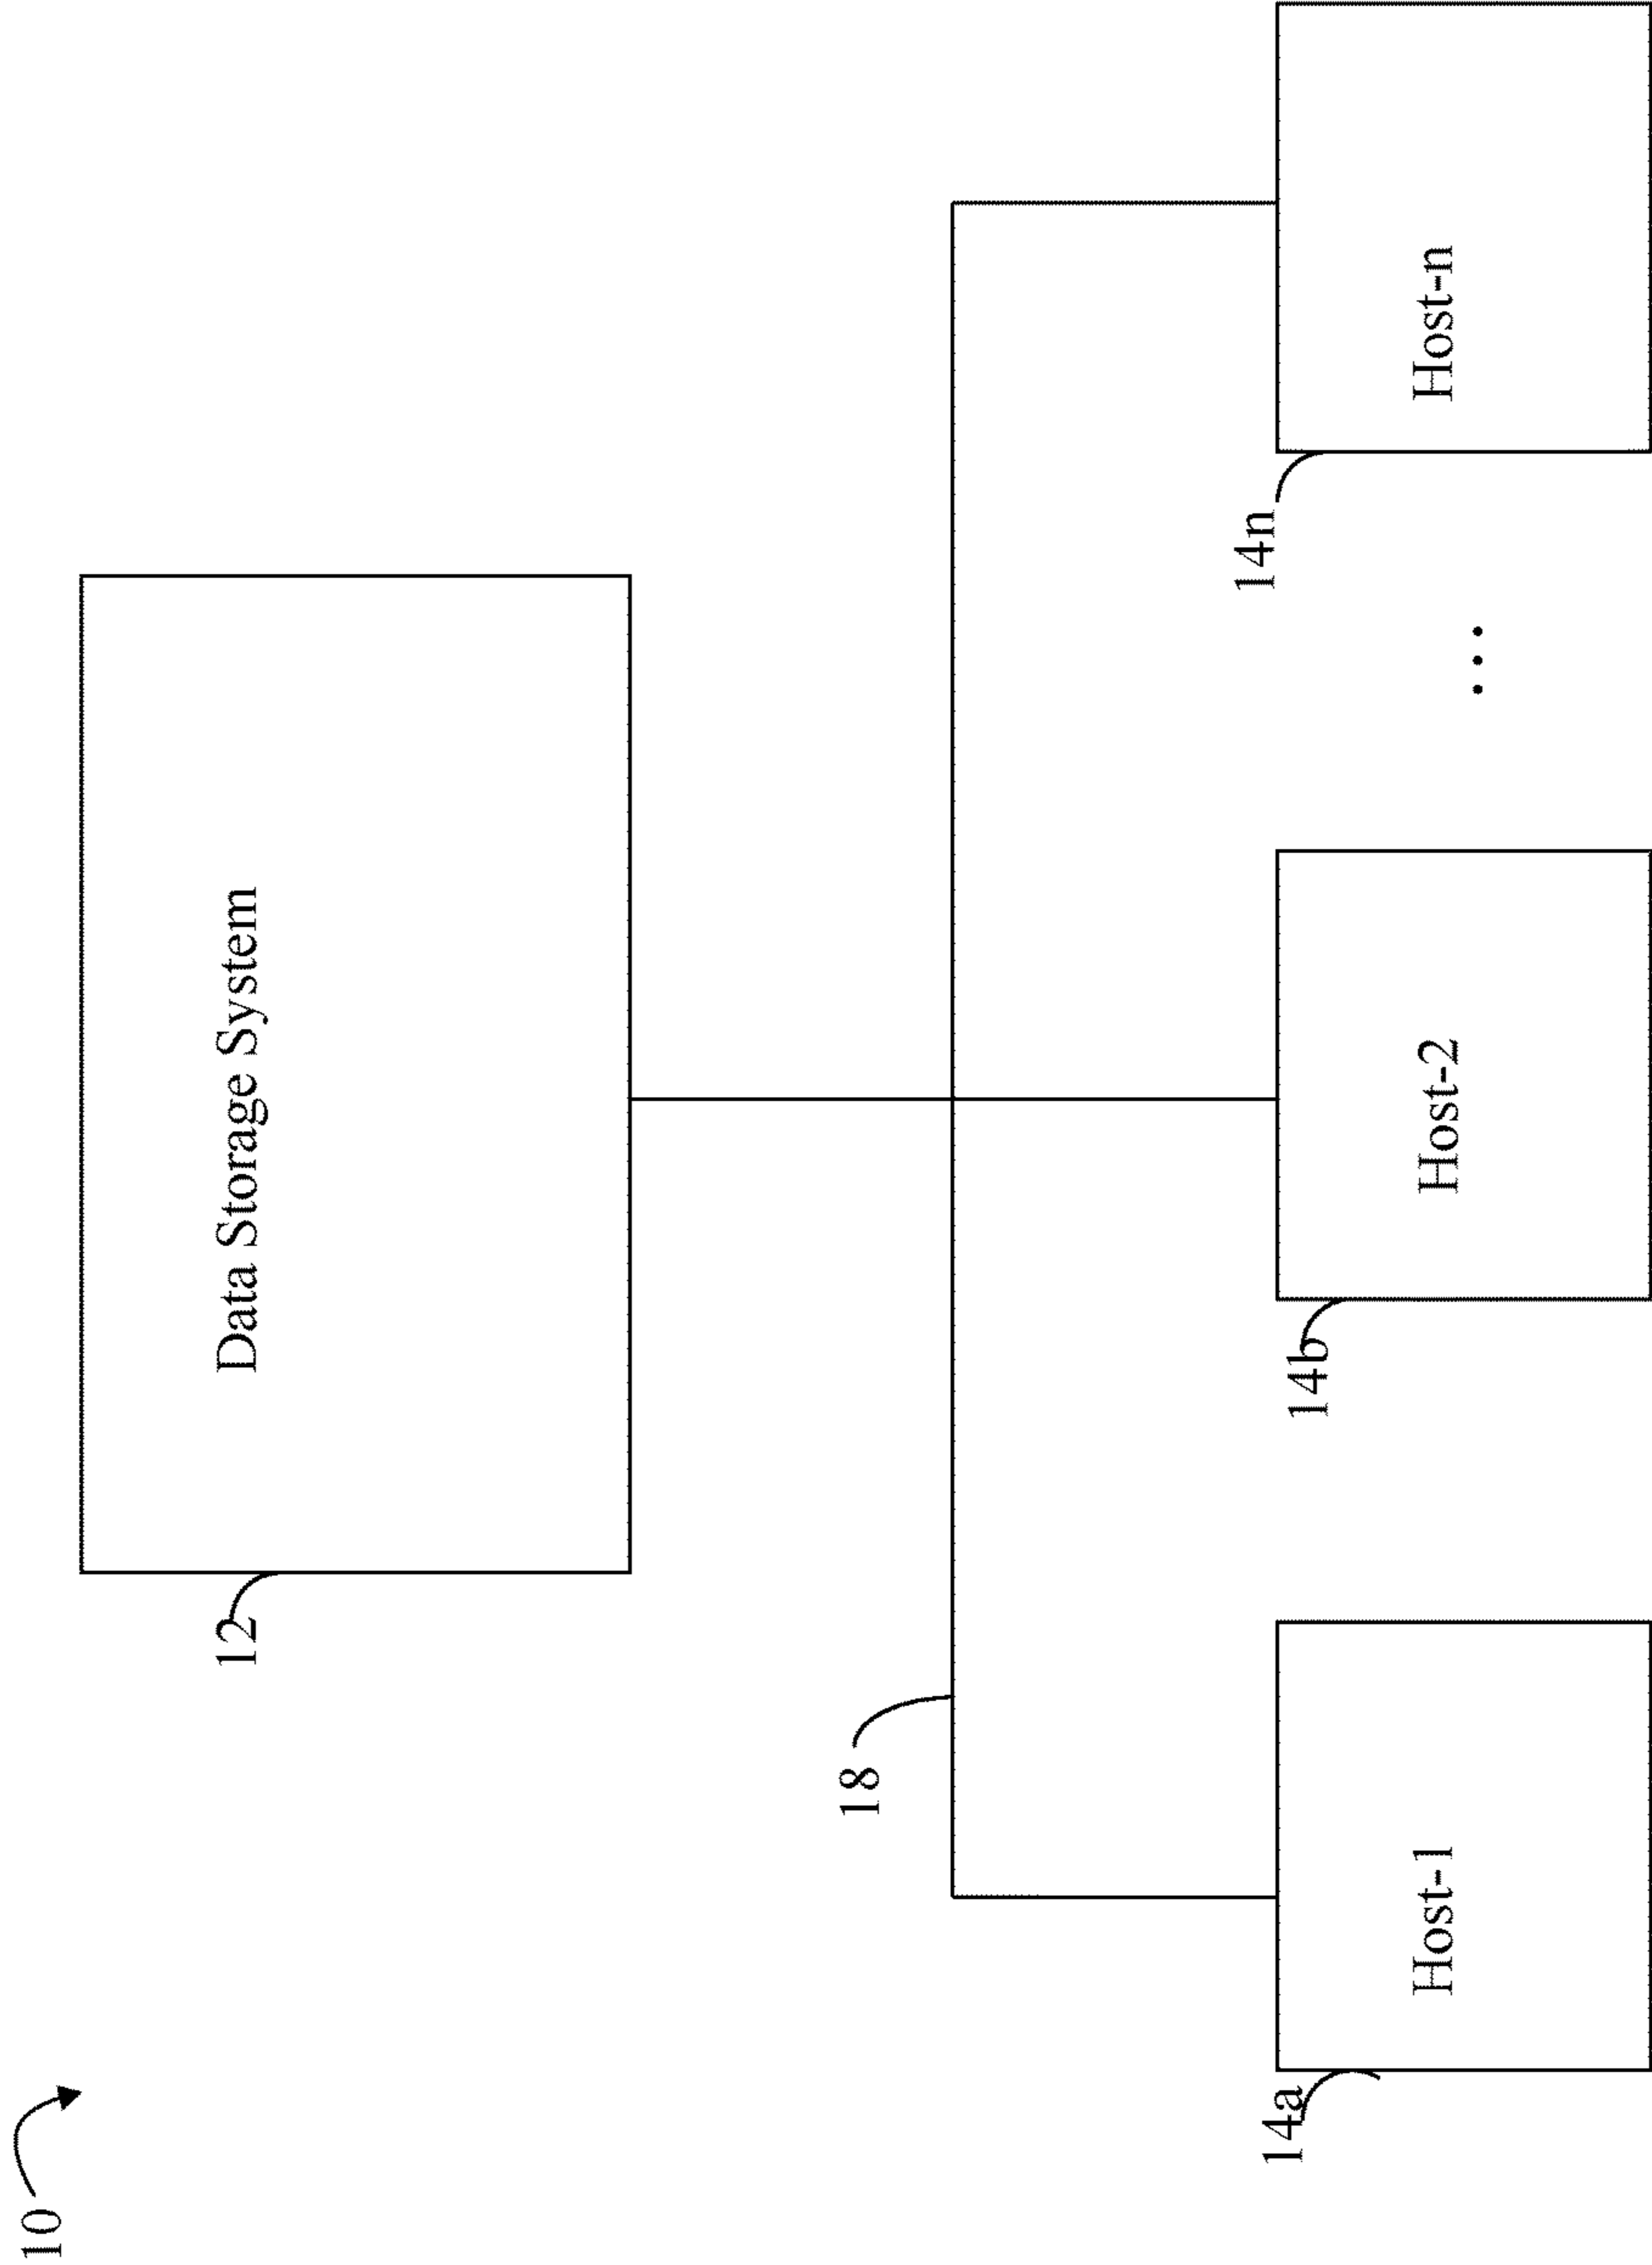 10
12
Data Storage System
18
14a
Host-1
14b
Host-2
...
14n
Host-n